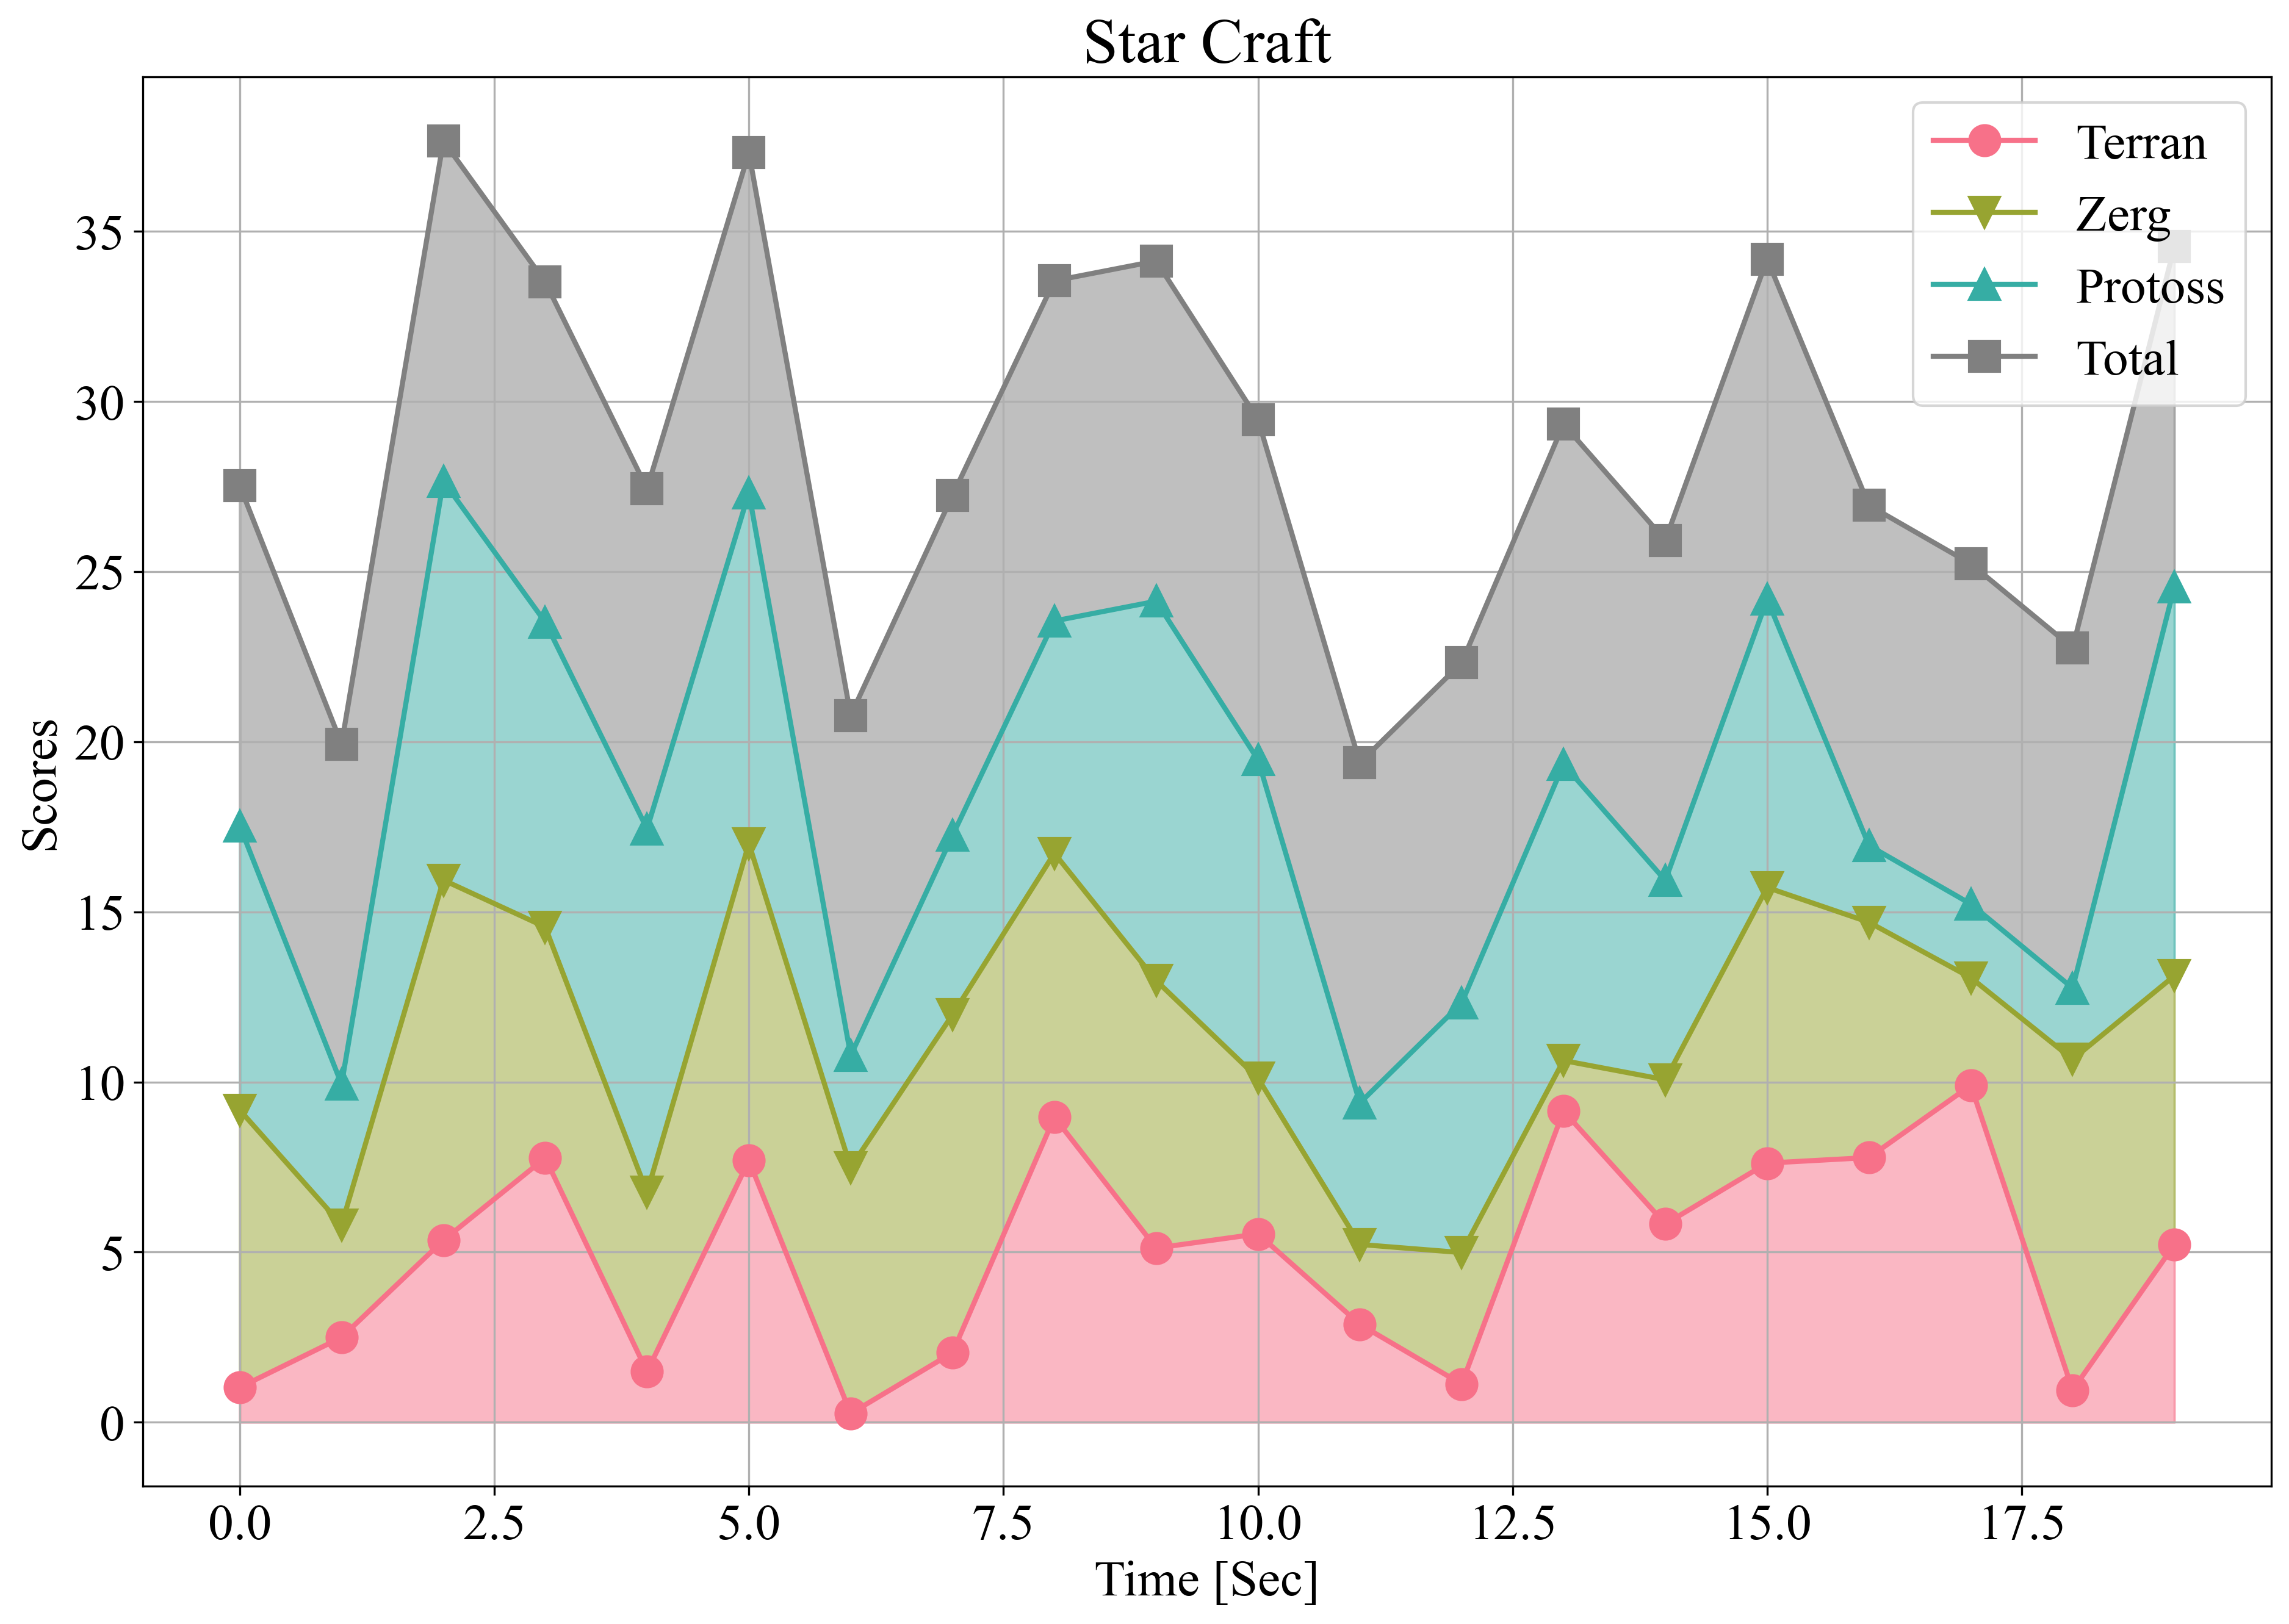 Star Craft
Terran
Zerg
Protoss
Total
35
30
25
20
15
10
5
0
Scores
0.0 2.5 5.0 7.5 10.0 12.5 15.0 17.5
Time [Sec]